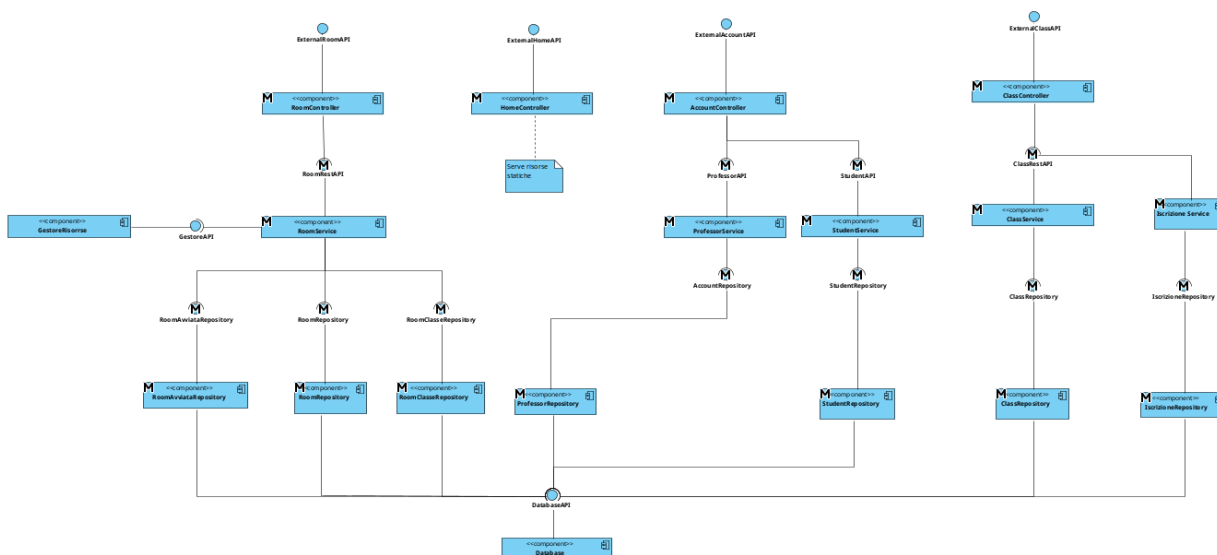 ExternalRoomAPI
ExternalHomeAPI
ExternalAccountAPI
ExternalClassAPI
<<component>>
RoomController
<<component>>
HomeController
<<component>>
AccountController
<<component>>
ClassController
Serve risorse
statiche
RoomRestAPI
ProfessorAPI
StudentAPI
ClassRestAPI
<<component>>
GestoreRisorrse
GestoreAPI
<<component>>
RoomService
<<component>>
ProfessorService
<<component>>
StudentService
<<component>>
ClassService
<<component>>
Iscrizione Service
AccountRepository
StudentRepository
ClassRepository
IscrizioneRepository
RoomAvviataRepository
RoomRepository
RoomClasseRepository
<<component>>
RoomAvviataRepository
<<component>>
RoomRepository
<<component>>
RoomClasseRepository
<<component>>
ProfessorRepository
<<component>>
StudentRepository
<<component>>
ClassRepository
<<component>>
IscrizioneRepository
DatabaseAPI
<<component>>
Database